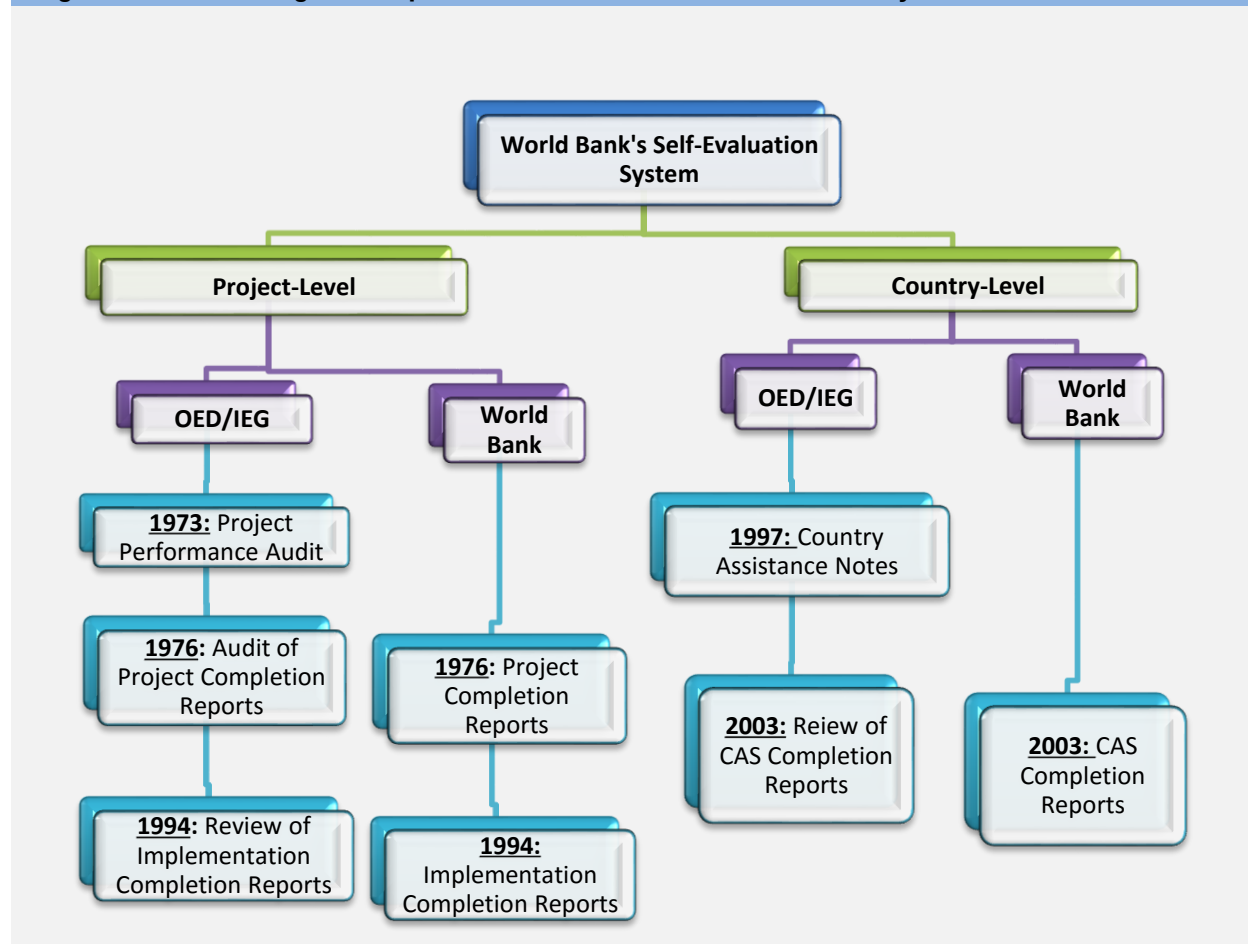 World Bank's Self-Evaluation
System
Project-Level
Country-Level
OED/IEG
World
Bank
OED/IEG
World
Bank
1973: Project
Performance Audit
1976: Audit of
Project Completion
Reports
1994: Review of
Implementation
Completion Reports
1976: Project
Completion
Reports
1994:
Implementation
Completion Reports
1997: Country
Assistance Notes
2003: Reiew of
CAS Completion
Reports
2003: CAS
Completion
Reports